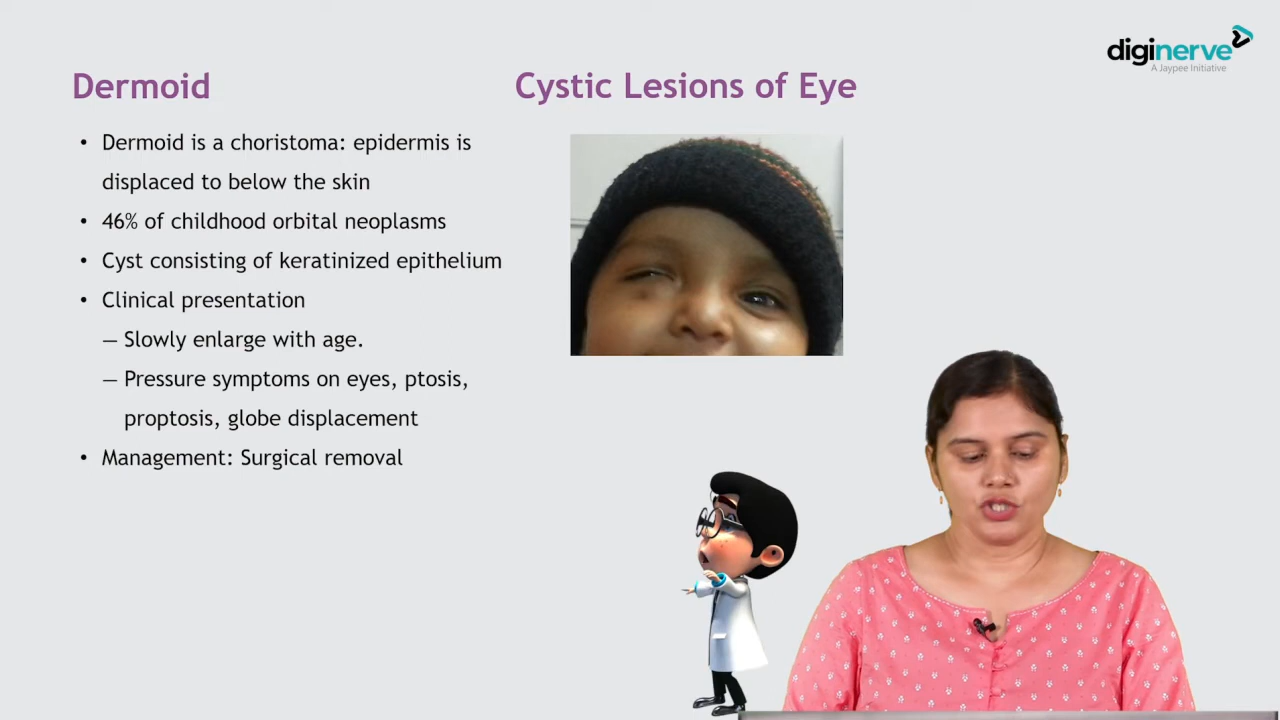 diginerve
A Jaypee Initiative
Dermoid
Cystic Lesions of Eye
• Dermoid is a choristoma: epidermis is
displaced to below the skin
• 46% of childhood orbital neoplasms
• Cyst consisting of keratinized epithelium
• Clinical presentation
— Slowly enlarge with age.
— Pressure symptoms on eyes, ptosis,
proptosis, globe displacement
• Management: Surgical removal